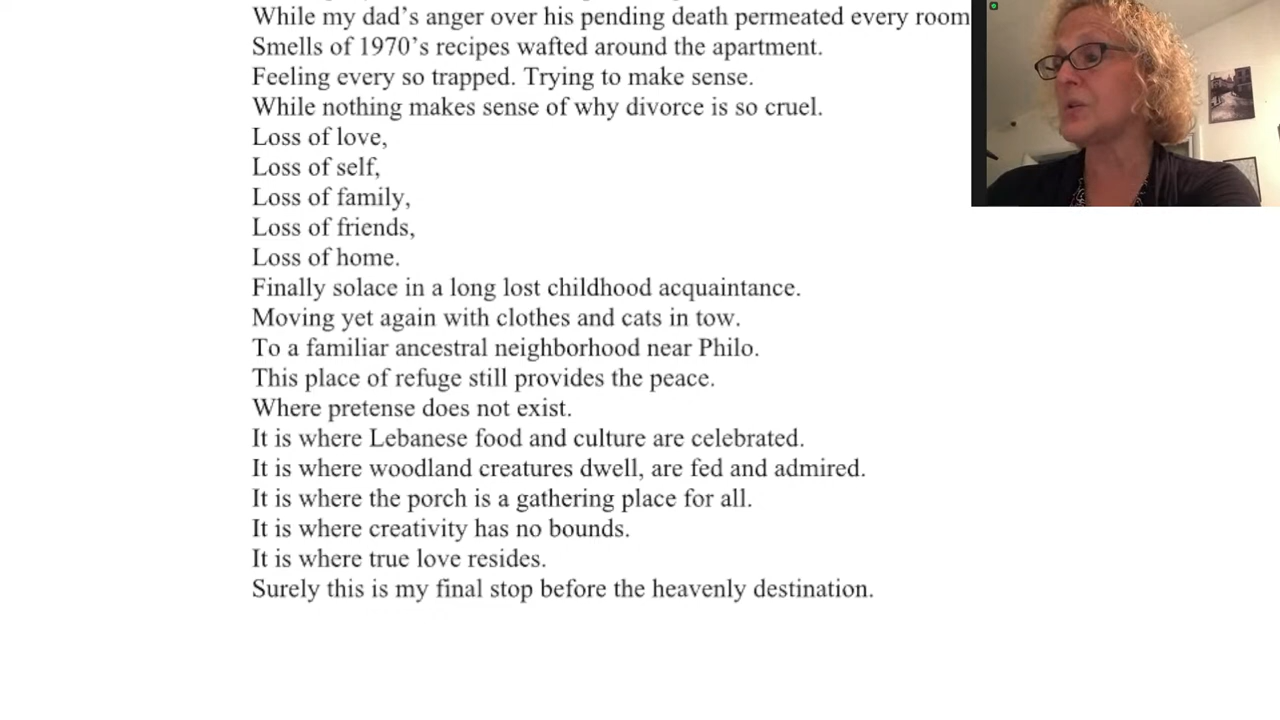 While my dad's anger over his pending death permeated every room
Smells of 1970's recipes wafted around the apartment.
Feeling every so trapped. Trying to make sense.
While nothing makes sense of why divorce is so cruel.
Loss of love,
Loss of self,
Loss of family,
Loss of friends,
Loss of home.
Finally solace in a long lost childhood acquaintance.
Moving yet again with clothes and cats in tow.
To a familiar ancestral neighborhood near Philo.
This place of refuge still provides the peace.
Where pretense does not exist.
It is where Lebanese food and culture are celebrated.
It is where woodland creatures dwell, are fed and admired.
It is where the porch is a gathering place for all.
It is where creativity has no bounds.
It is where true love resides.
Surely this is my final stop before the heavenly destination.